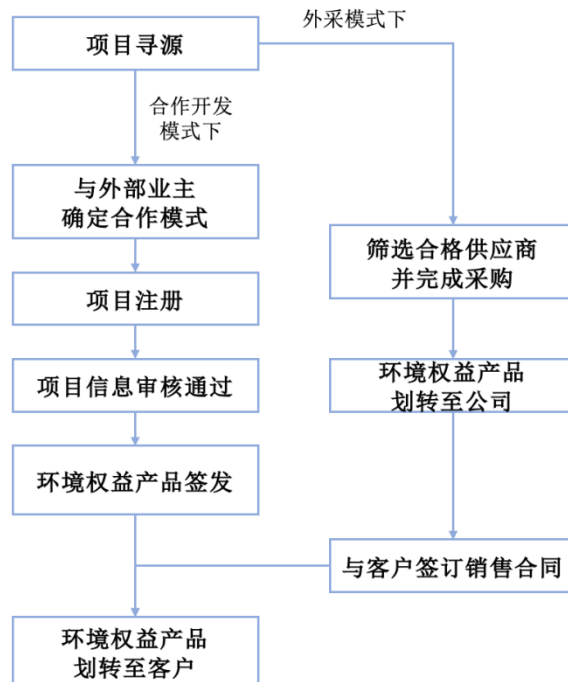 项目寻源
外采模式下
合作开发
模式下
与外部业主
确定合作模式
项目注册
项目信息审核通过
环境权益产品签发
筛选合格供应商
并完成采购
环境权益产品
划转至公司
与客户签订销售合同
环境权益产品
划转至客户